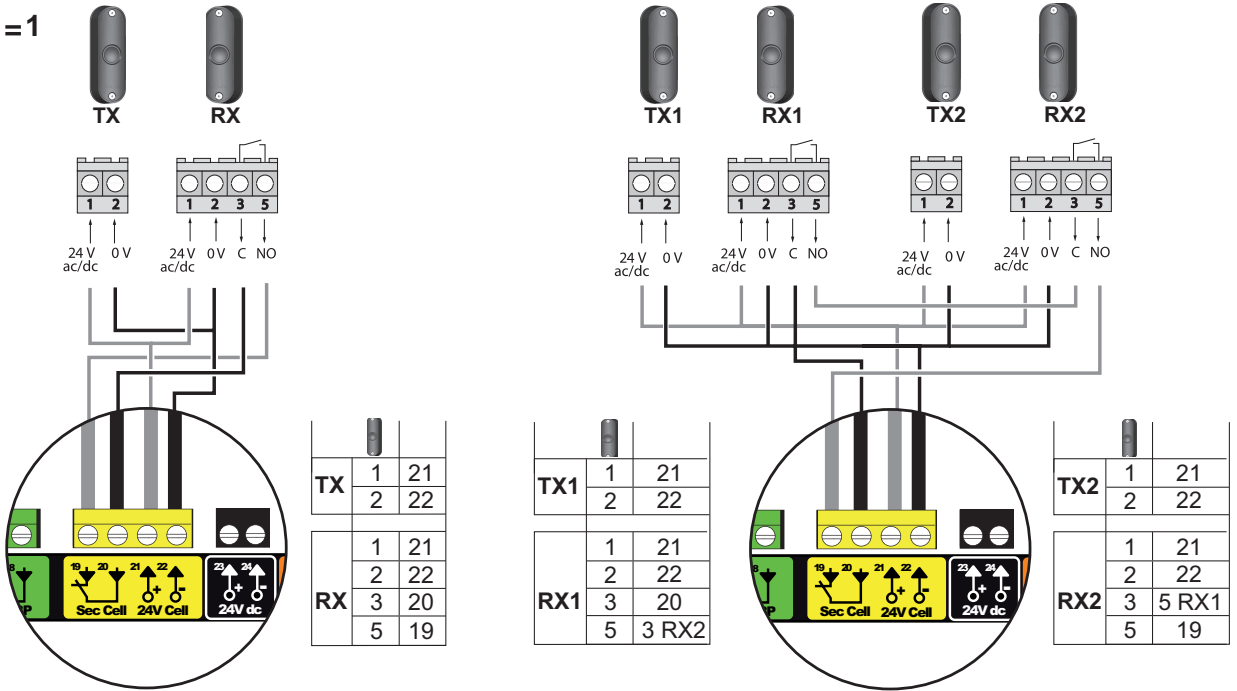 =1
TX RX
1 2 1 2 3 5
24 V ac/dc 0 V 24 V ac/dc 0 V C NO
19 20 21 22 23 24
8
P Sec Cell 24V Cell 24V dc
TX 1 21
2 22
RX 1 21
2 22
3 20
5 19
TX1 RX1 TX2 RX2
1 2 1 2 3 5 1 2 1 2 3 5
24 V ac/dc 0 V 24 V ac/dc 0 V C NO 24 V ac/dc 0 V 24 V ac/dc 0 V C NO
TX1 1 21
2 22
RX1 1 21
2 22
3 20
5 3 RX2
8 19 20 21 22 23 24
P Sec Cell 24V Cell 24V dc
TX2 1 21
2 22
RX2 1 21
2 22
3 5 RX1
5 19